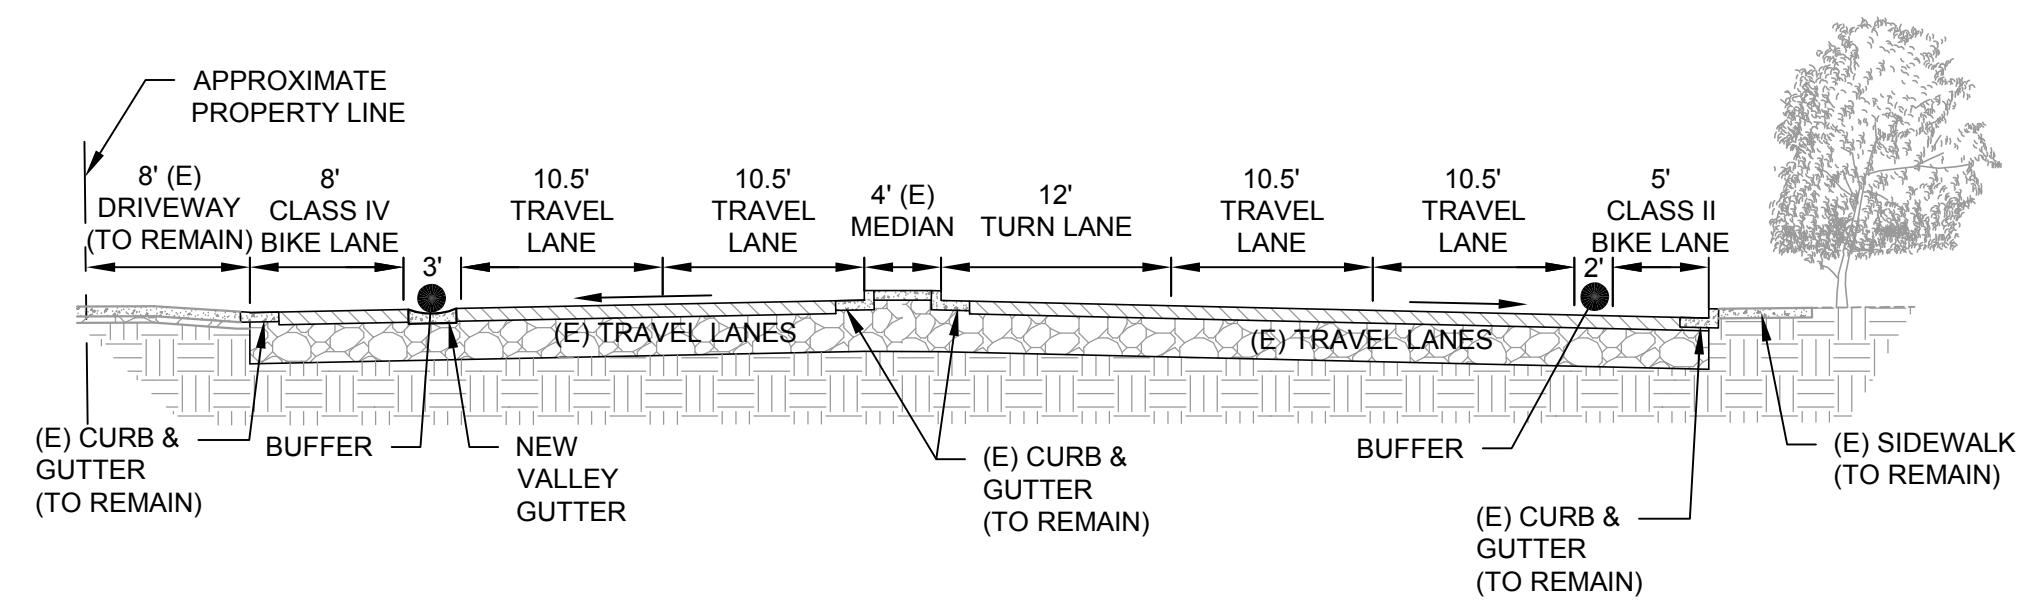 APPROXIMATE
PROPERTY LINE
8' (E)
DRIVEWAY
(TO REMAIN)
8'
CLASS IV
BIKE LANE
3'
10.5'
TRAVEL
LANE
10.5'
TRAVEL
LANE
4' (E)
MEDIAN
12'
TURN LANE
10.5'
TRAVEL
LANE
10.5'
TRAVEL
LANE
2'
5'
CLASS II
BIKE LANE
(E) TRAVEL LANES
(E) TRAVEL LANES
(E) CURB &
GUTTER
(TO REMAIN)
BUFFER
NEW
VALLEY
GUTTER
(E) CURB &
GUTTER
(TO REMAIN)
BUFFER
(E) CURB &
GUTTER
(TO REMAIN)
(E) SIDEWALK
(TO REMAIN)